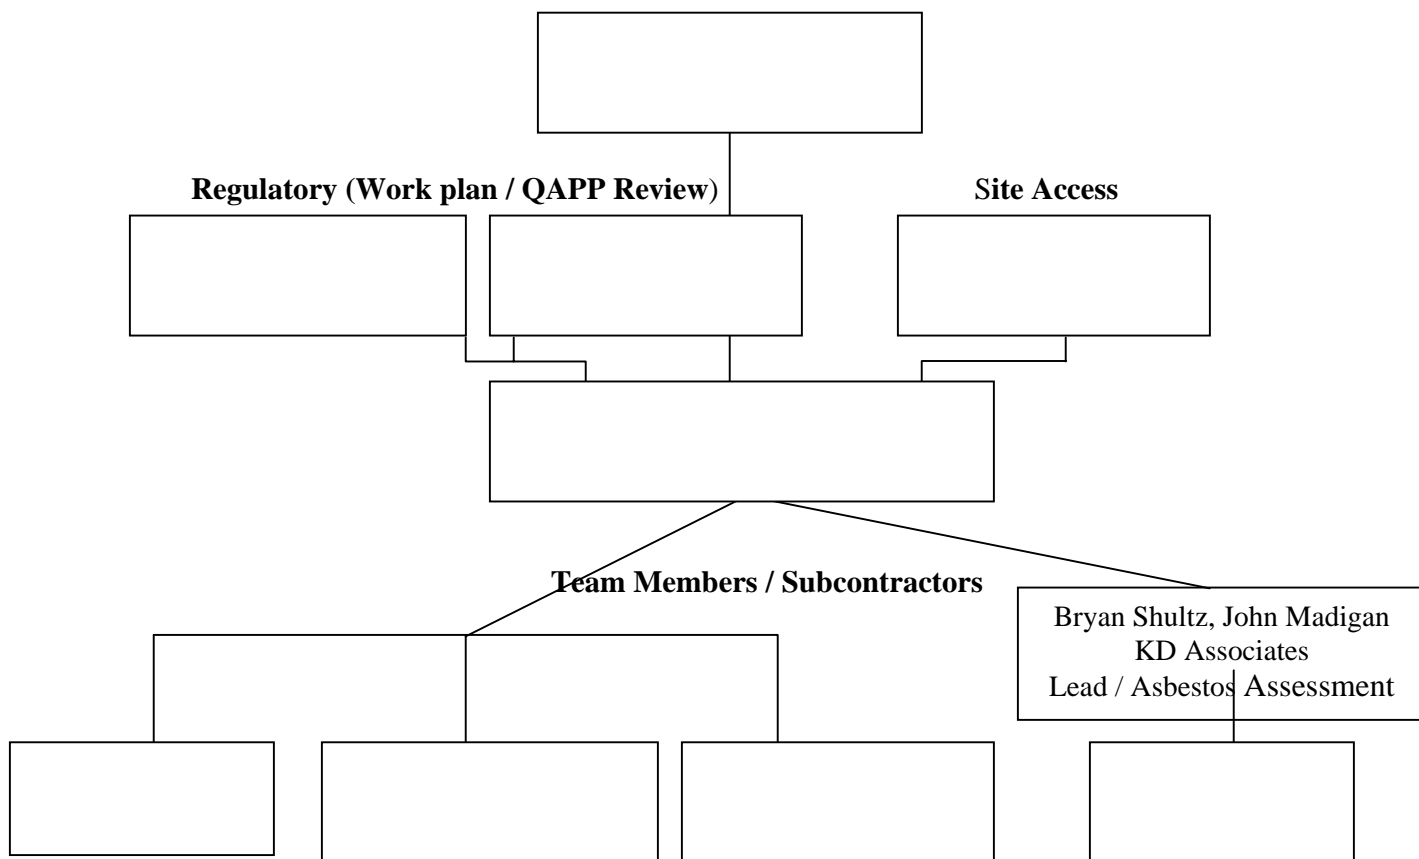 Regulatory (Work plan / QAPP Review)
Site Access
Team Members / Subcontractors
Bryan Shultz, John Madigan
KD Associates
Lead / Asbestos Assessment